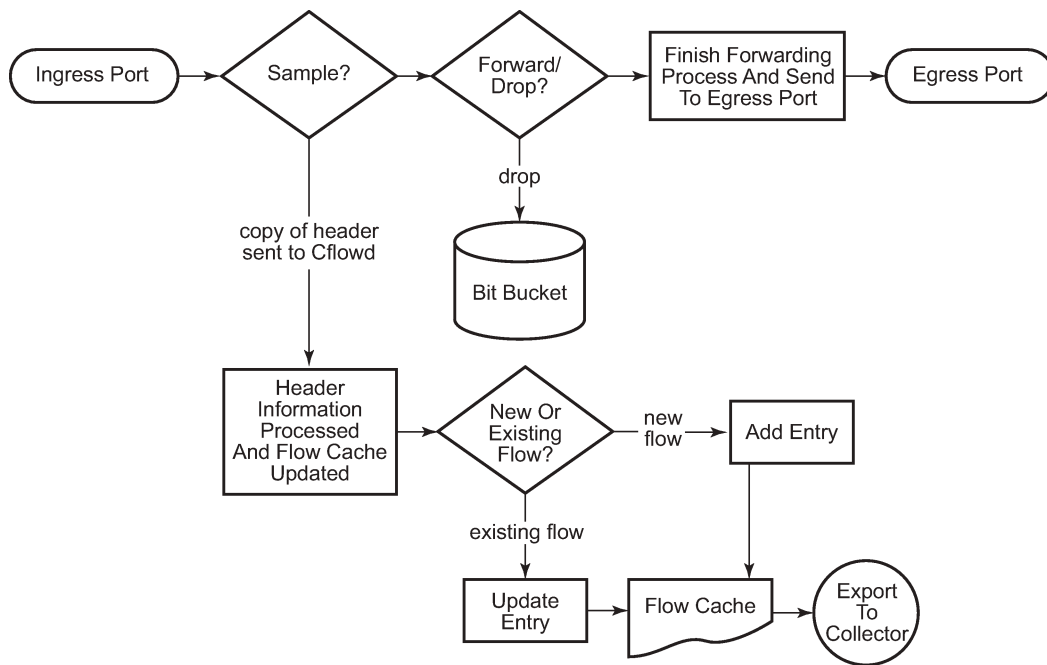 Ingress Port
Sample?
Forward/
Drop?
Finish Forwarding
Process And Send
To Egress Port
Egress Port
drop
copy of header
sent to Cflowd
Bit Bucket
Header
Information
Processed
And Flow Cache
Updated
New Or
Existing
Flow?
new
flow
Add Entry
existing flow
Update
Entry
Flow Cache
Export
To
Collector